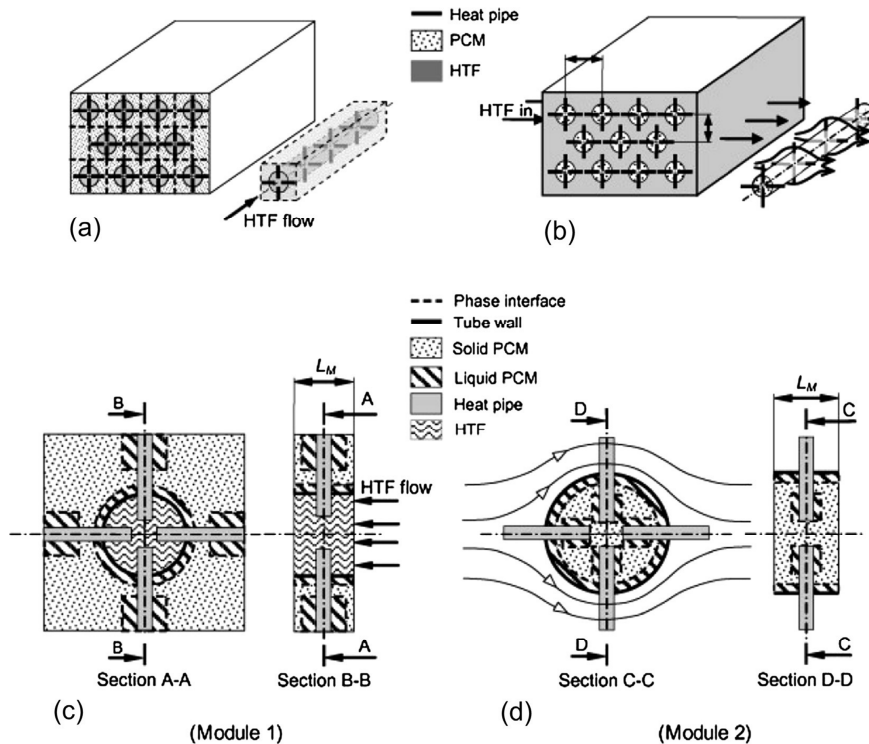 Heat pipe
PCM
HTF
HTF flow
(a)
HTF in
(b)
Phase interface
Tube wall
Solid PCM
Liquid PCM
Heat pipe
HTF
B
B
Section A-A
L_M
A
HTF flow
A
Section B-B
(c)
(Module 1)
D
D
Section C-C
L_M
C
C
Section D-D
(d)
(Module 2)